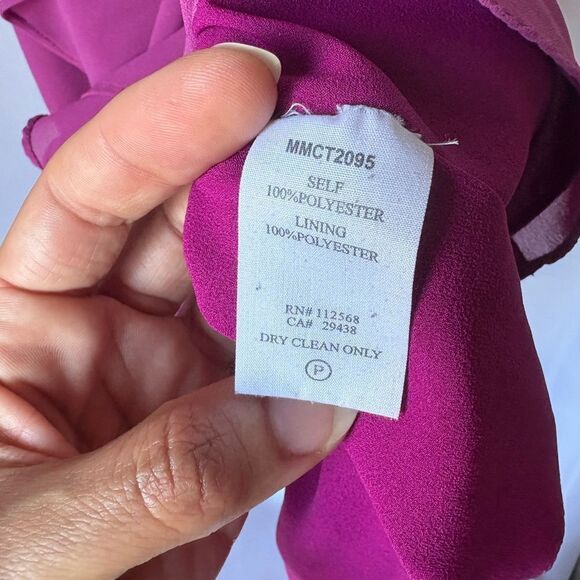 MMCT2095
SELF
100%POLYESTER
LINING
100%POLYESTER
RN# 112568
CA# 29438
DRY CLEAN ONLY
P